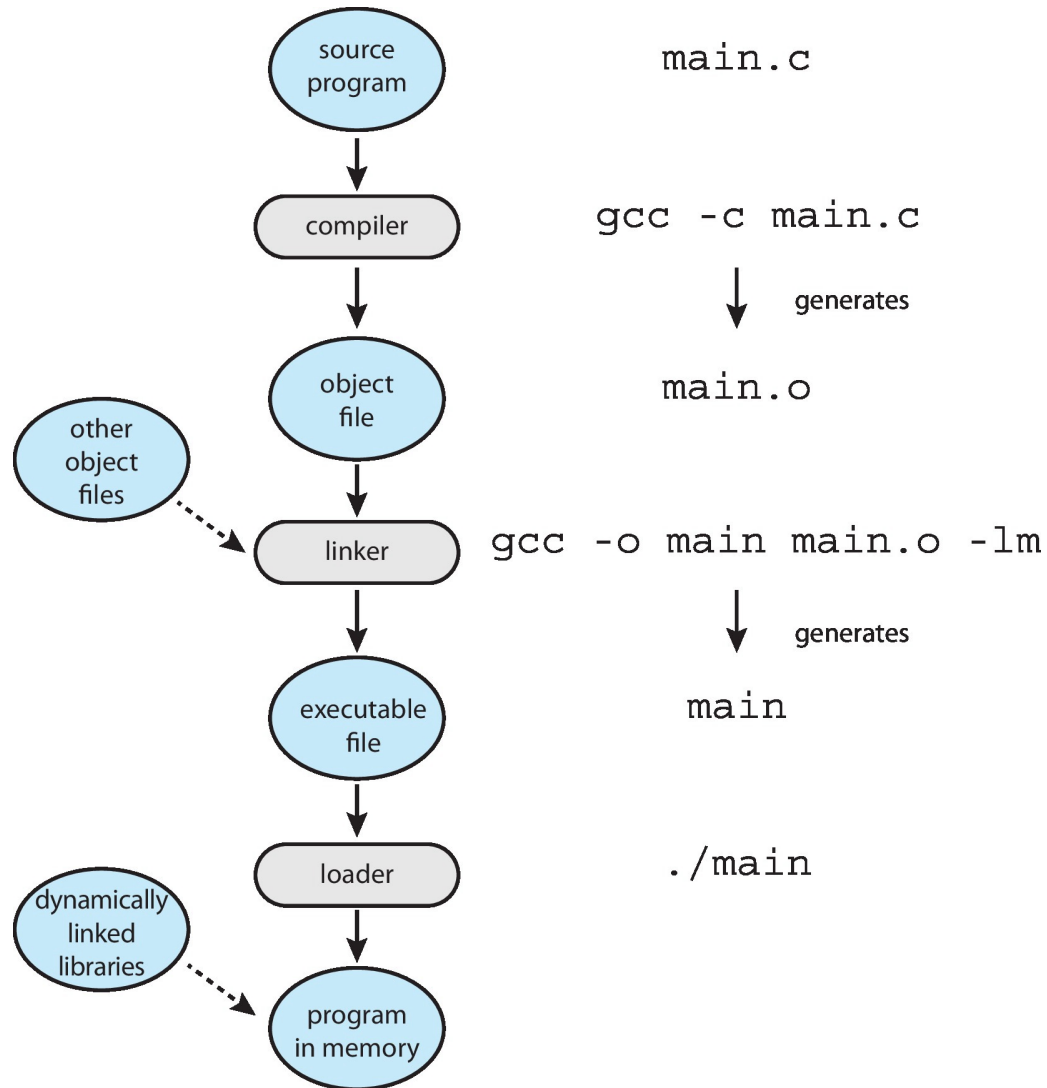 source
program
main.c
compiler
gcc -c main.c
generates
object
file
main.o
other
object
files
linker
gcc -o main main.o -lm
generates
executable
file
main
loader
./main
dynamically
linked
libraries
program
in memory